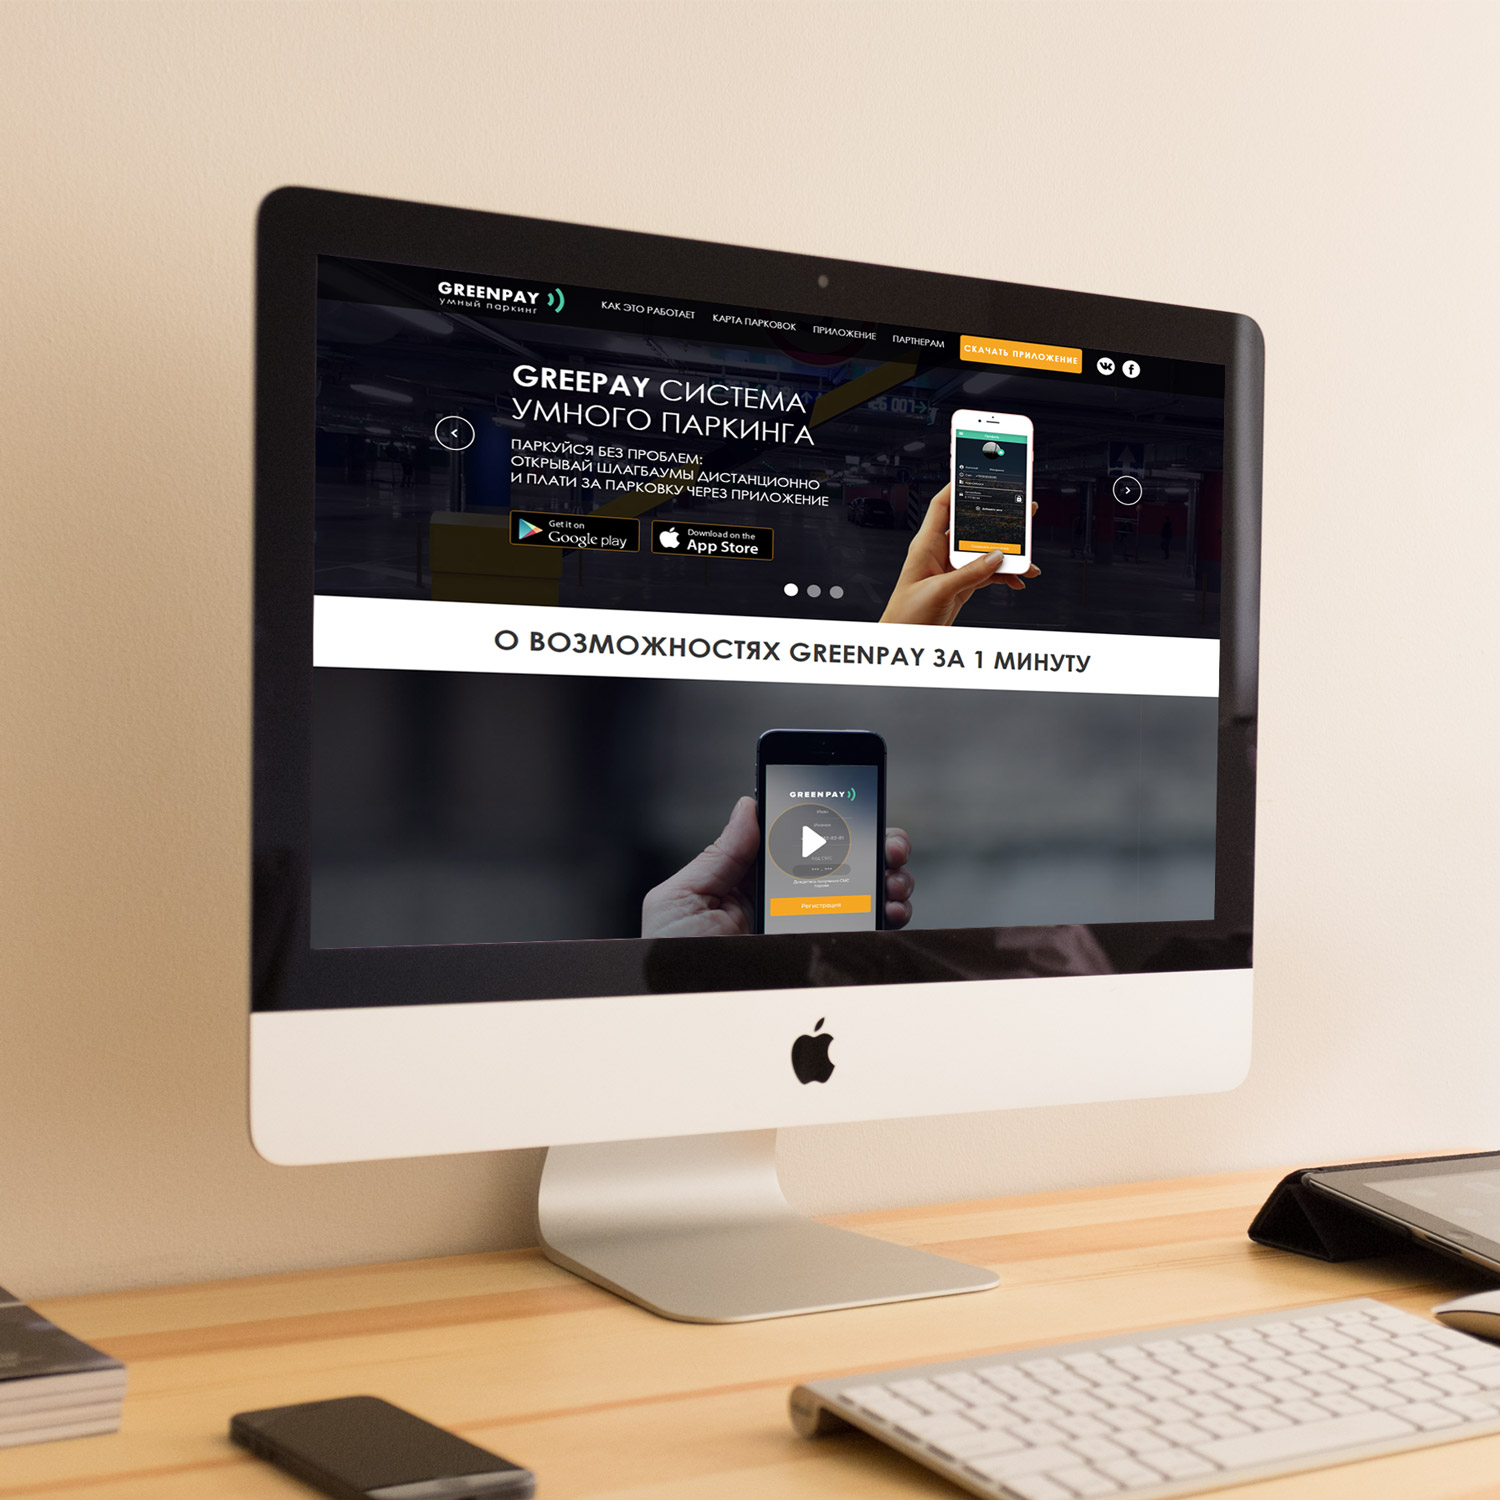 GREENPAY
умный паркинг
КАК ЭТО РАБОТАЕТ
КАРТА ПАРКОВОК
ПРИЛОЖЕНИЕ
ПАРТНЕРАМ
СКАЧАТЬ ПРИЛОЖЕНИЕ
GREEPAY СИСТЕМА
УМНОГО ПАРКИНГА
ПАРКУЙСЯ БЕЗ ПРОБЛЕМ:
ОТКРЫВАЙ ШЛАГБАУМЫ ДИСТАНЦИОННО
И ПЛАТИ ЗА ПАРКОВКУ ЧЕРЕЗ ПРИЛОЖЕНИЕ
Get it on
Google play
Download on the
App Store
О ВОЗМОЖНОСТЯХ GREENPAY ЗА 1 МИНУТУ
GREENPAY
Регистрация